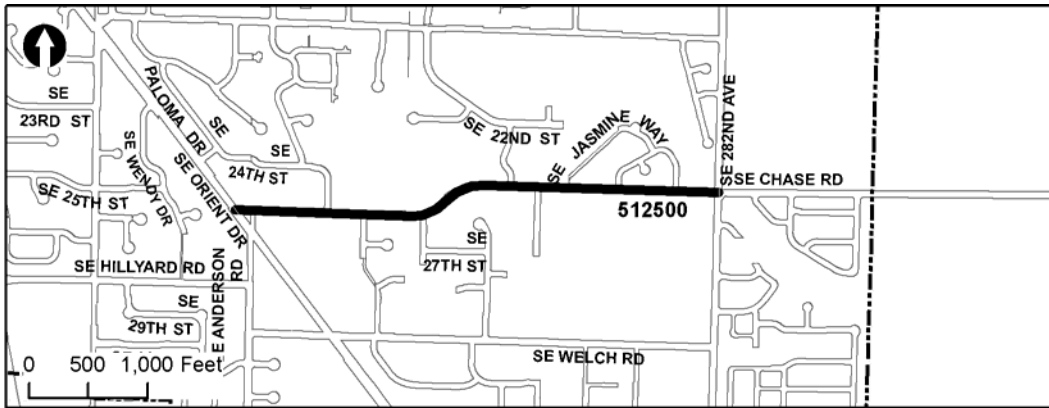 SE
23RD ST
PALOMA DR
SE
SE
24TH ST
SE WENDY DR
SE ORIENT DR
SE 25TH ST
SE 22ND ST
SE JASMINE WAY
SE 282ND AVE
SE CHASE RD
512500
SE
27TH ST
SE HILLYARD RD
SE
29TH ST
E ANDERSON
RD
SE WELCH RD
0 500 1,000 Feet